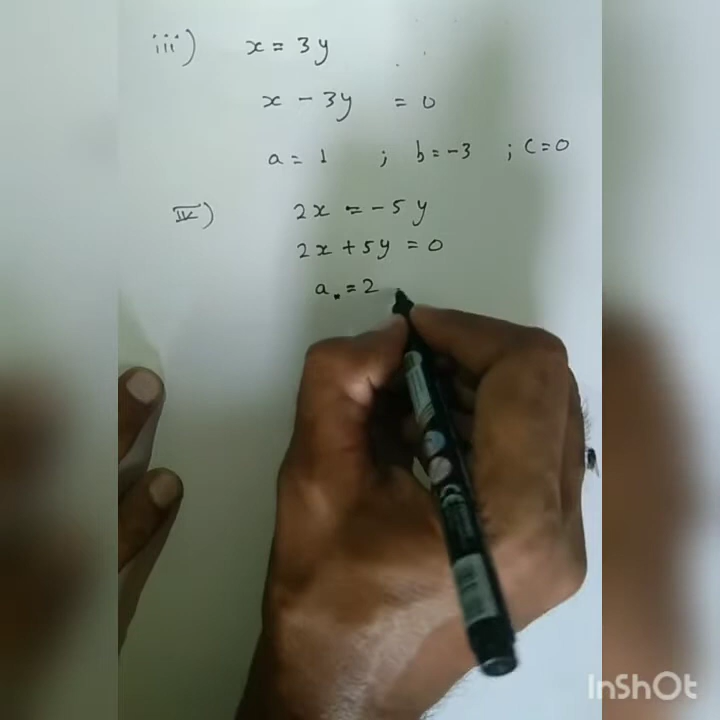 iii) x = 3y
x - 3y = 0
a = 1 ; b = -3 ; c = 0
IV) 2x = -5y
2x + 5y = 0
a = 2
InShOt